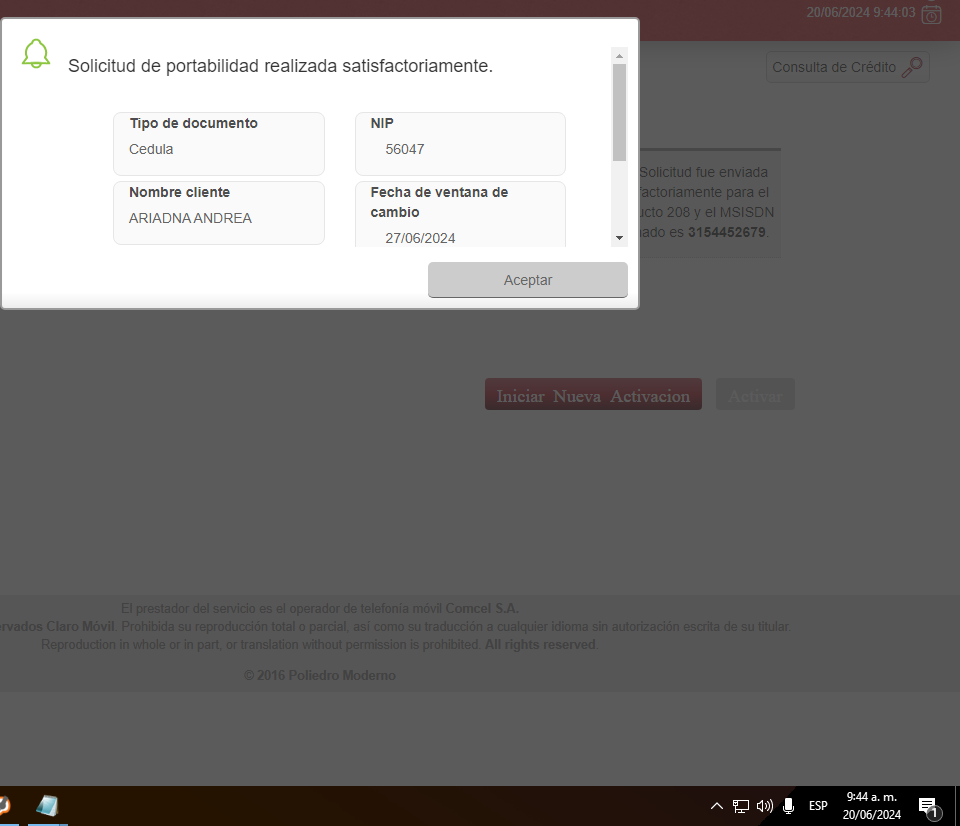 20/06/2024 9:44:03
Solicitud de portabilidad realizada satisfactoriamente.
Consulta de Crédito
Tipo de documento
Cedula
NIP
56047
Nombre cliente
ARIADNA ANDREA
Fecha de ventana de
cambio
27/06/2024
Aceptar
Solicitud fue enviada
factoriamente para el
ucto 208 y el MSISDN
nado es 3154452679.
Iniciar Nueva Activacion
Activar
El prestador del servicio es el operador de telefonía móvil Comcel S.A.
ervados Claro Móvil. Prohibida su reproducción total o parcial, así como su traducción a cualquier idioma sin autorización escrita de su titular.
Reproduction in whole or in part, or translation without permission is prohibited. All rights reserved.
© 2016 Poliedro Moderno
ESP
9:44 a. m.
20/06/2024
1